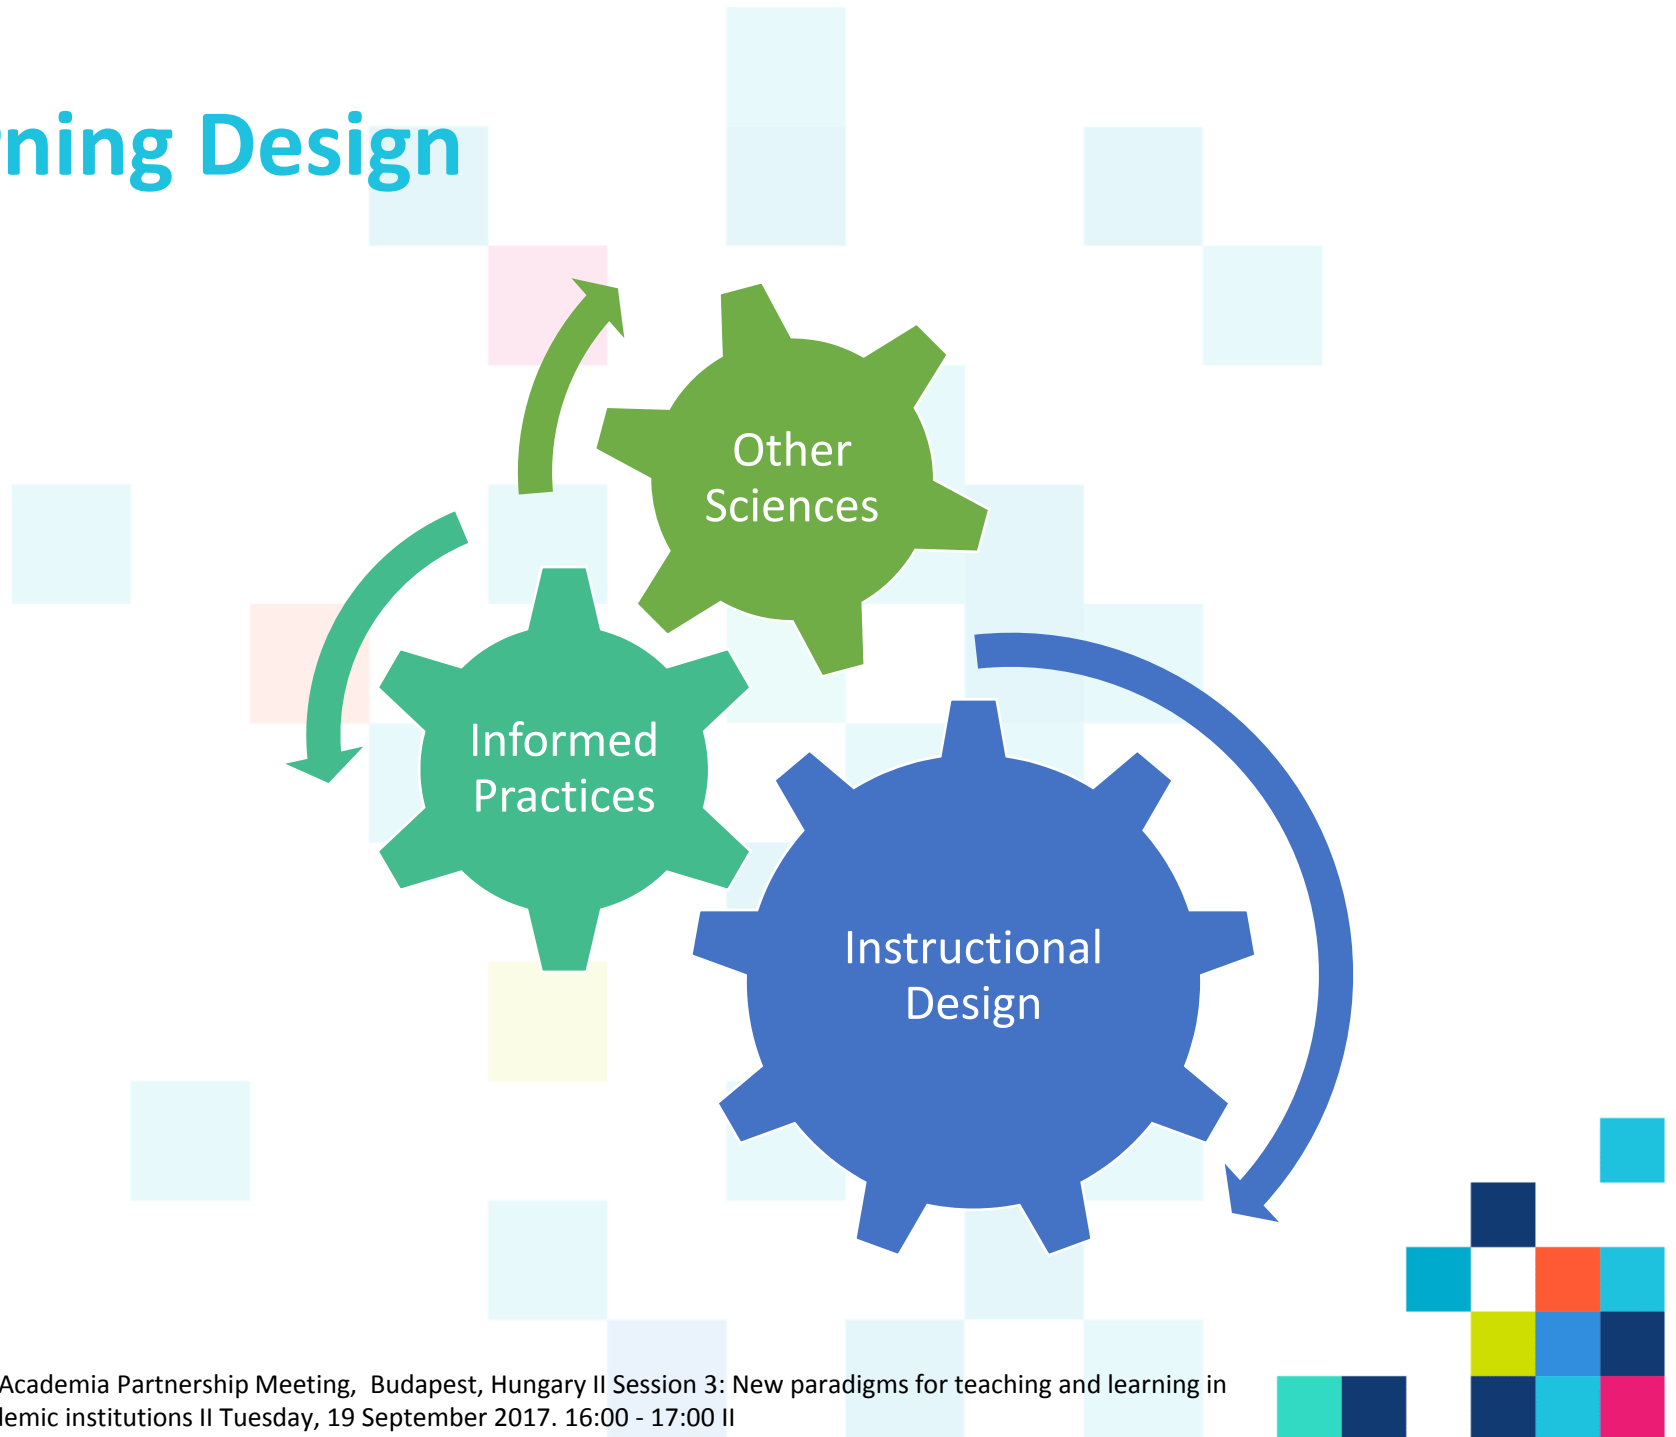 rning Design
Other
Sciences
Informed
Practices
Instructional
Design
Academia Partnership Meeting,  Budapest, Hungary II Session 3: New paradigms for teaching and learning in
lemic institutions II Tuesday, 19 September 2017. 16:00 - 17:00 II